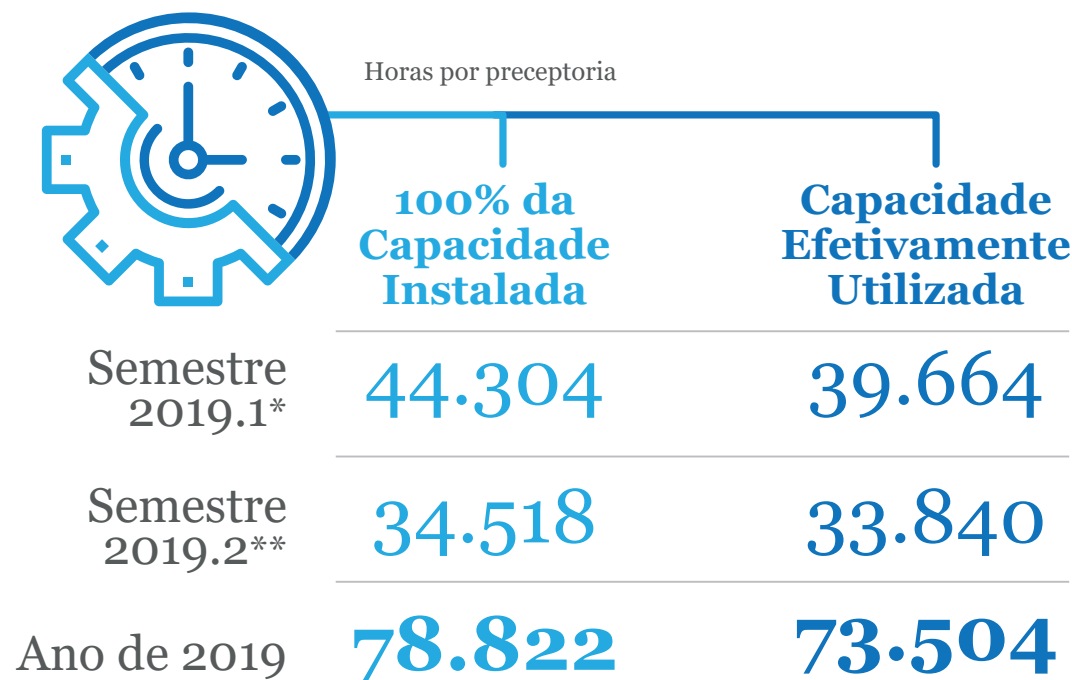 Horas por preceptoria
100% da
Capacidade
Instalada
Capacidade
Efetivamente
Utilizada
Semestre
2019.1*
44.304
39.664
Semestre
2019.2**
34.518
33.840
Ano de 2019
78.822
73.504